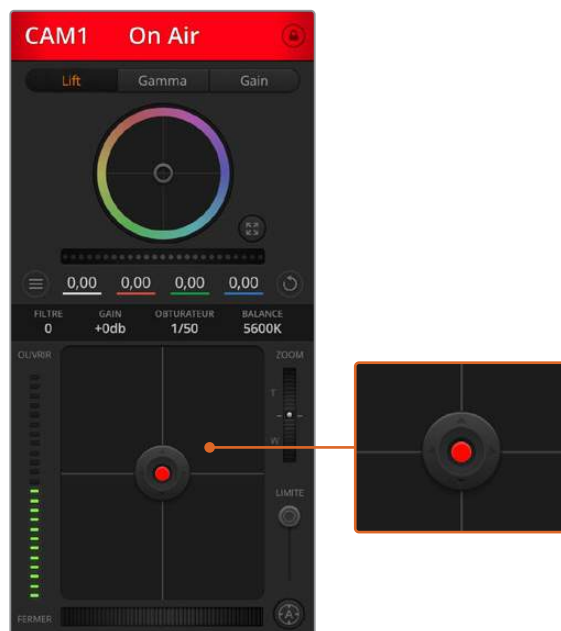 CAM1 On Air
Lift Gamma Gain
0,00 0,00 0,00 0,00
FILTRE GAIN OBTURATEUR BALANCE
0 +0db 1/50 5600K
OUVRIR ZOOM
T
W
LIMITE
A
FERMER